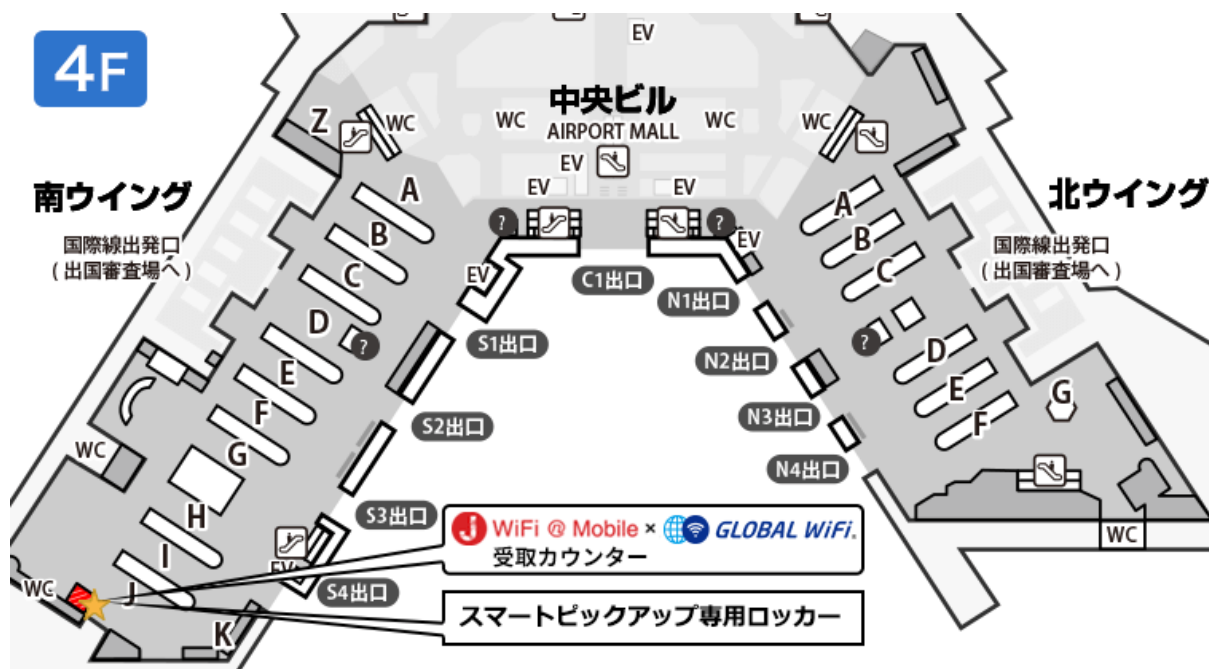 4F
EV
中央ビル
AIRPORT MALL
WC
WC
WC
WC
EV
EV
EV
Z
南ウイング
国際線出発口
(出国審査場へ)
A
B
C
D
E
F
G
H
I
J
K
WC
WC
?
?
EV
EV
?
S1出口
S2出口
S3出口
EV
S4出口
C1出口
N1出口
N2出口
N3出口
N4出口
北ウイング
国際線出発口
(出国審査場へ)
A
B
C
?
D
E
F
G
WC
J WiFi @ Mobile × GLOBAL WiFi.
受取カウンター
スマートピックアップ専用ロッカー